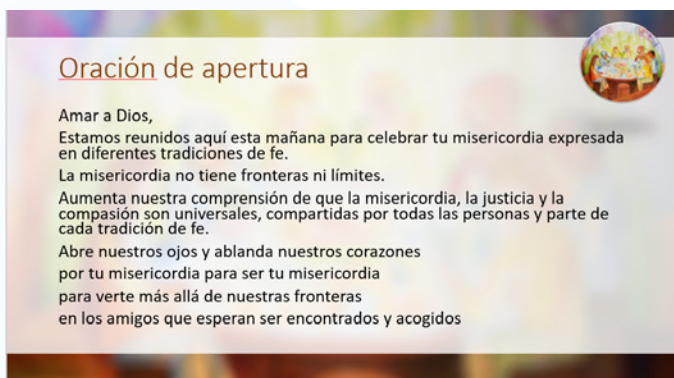 Oración de apertura
Amar a Dios,
Estamos reunidos aquí esta mañana para celebrar tu misericordia expresada
en diferentes tradiciones de fe.
La misericordia no tiene fronteras ni límites.
Aumenta nuestra comprensión de que la misericordia, la justicia y la
compasión son universales, compartidas por todas las personas y parte de
cada tradición de fe.
Abre nuestros ojos y ablanda nuestros corazones
por tu misericordia para ser tu misericordia
para verte más allá de nuestras fronteras
en los amigos que esperan ser encontrados y acogidos